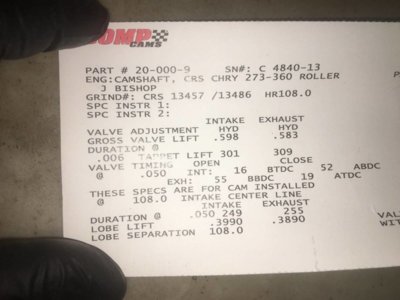 COMP
CAMS
PART # 20-000-9 SN#: C 4840-13
ENG:CAMSHAFT, CRS CHRY 273-360 ROLLER
J BISHOP
GRIND#: CRS 13457 /13486 HR108.0
SPC INSTR 1:
SPC INSTR 2:
INTAKE EXHAUST
VALVE ADJUSTMENT HYD HYD
GROSS VALVE LIFT .598 .583
DURATION @
.006 TAPPET LIFT 301 309
VALVE TIMING OPEN CLOSE
@ .050 INT: 16 BTDC 52 ABDC
EXH: 55 BBDC 19 ATDC
THESE SPECS ARE FOR CAM INSTALLED
@ 108.0 INTAKE CENTER LINE
INTAKE EXHAUST
DURATION @ .050 249 255
LOBE LIFT .3990 .3890
LOBE SEPARATION 108.0
VAL
WIT